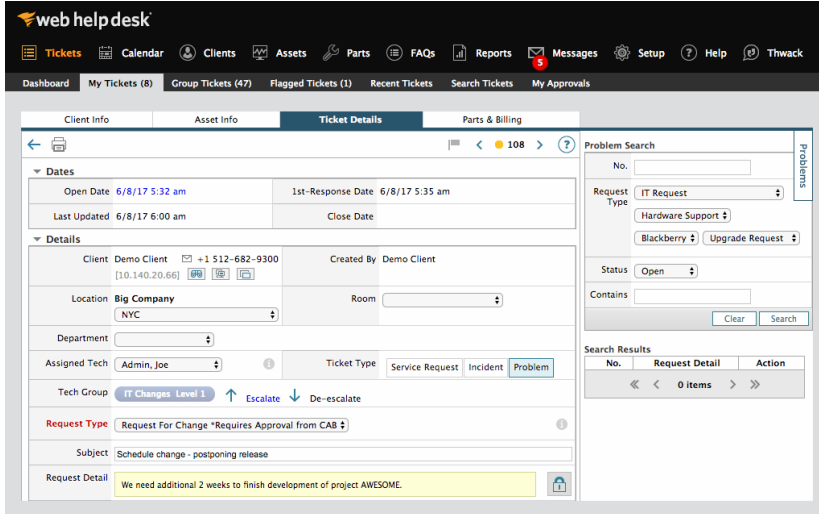 web help desk
Tickets Calendar Clients Assets Parts FAQs Reports Messages 5 Setup ? Help Thwack
Dashboard My Tickets (8) Group Tickets (47) Flagged Tickets (1) Recent Tickets Search Tickets My Approvals
Client Info Asset Info Ticket Details Parts & Billing
108 ?
Dates
Open Date 6/8/17 5:32 am 1st-Response Date 6/8/17 5:35 am
Last Updated 6/8/17 6:00 am Close Date
Details
Client Demo Client +1 512-682-9300 Created By Demo Client
[10.140.20.66]
Location Big Company Room
NYC
Department
Assigned Tech Admin, Joe Ticket Type Service Request Incident Problem
Tech Group IT Changes Level 1 Escalate De-escalate
Request Type Request For Change *Requires Approval from CAB
Subject Schedule change - postponing release
Request Detail We need additional 2 weeks to finish development of project AWESOME.
Problem Search
Problems
No.
Request Type IT Request
Hardware Support
Blackberry Upgrade Request
Status Open
Contains
Clear Search
Search Results
No. Request Detail Action
0 items